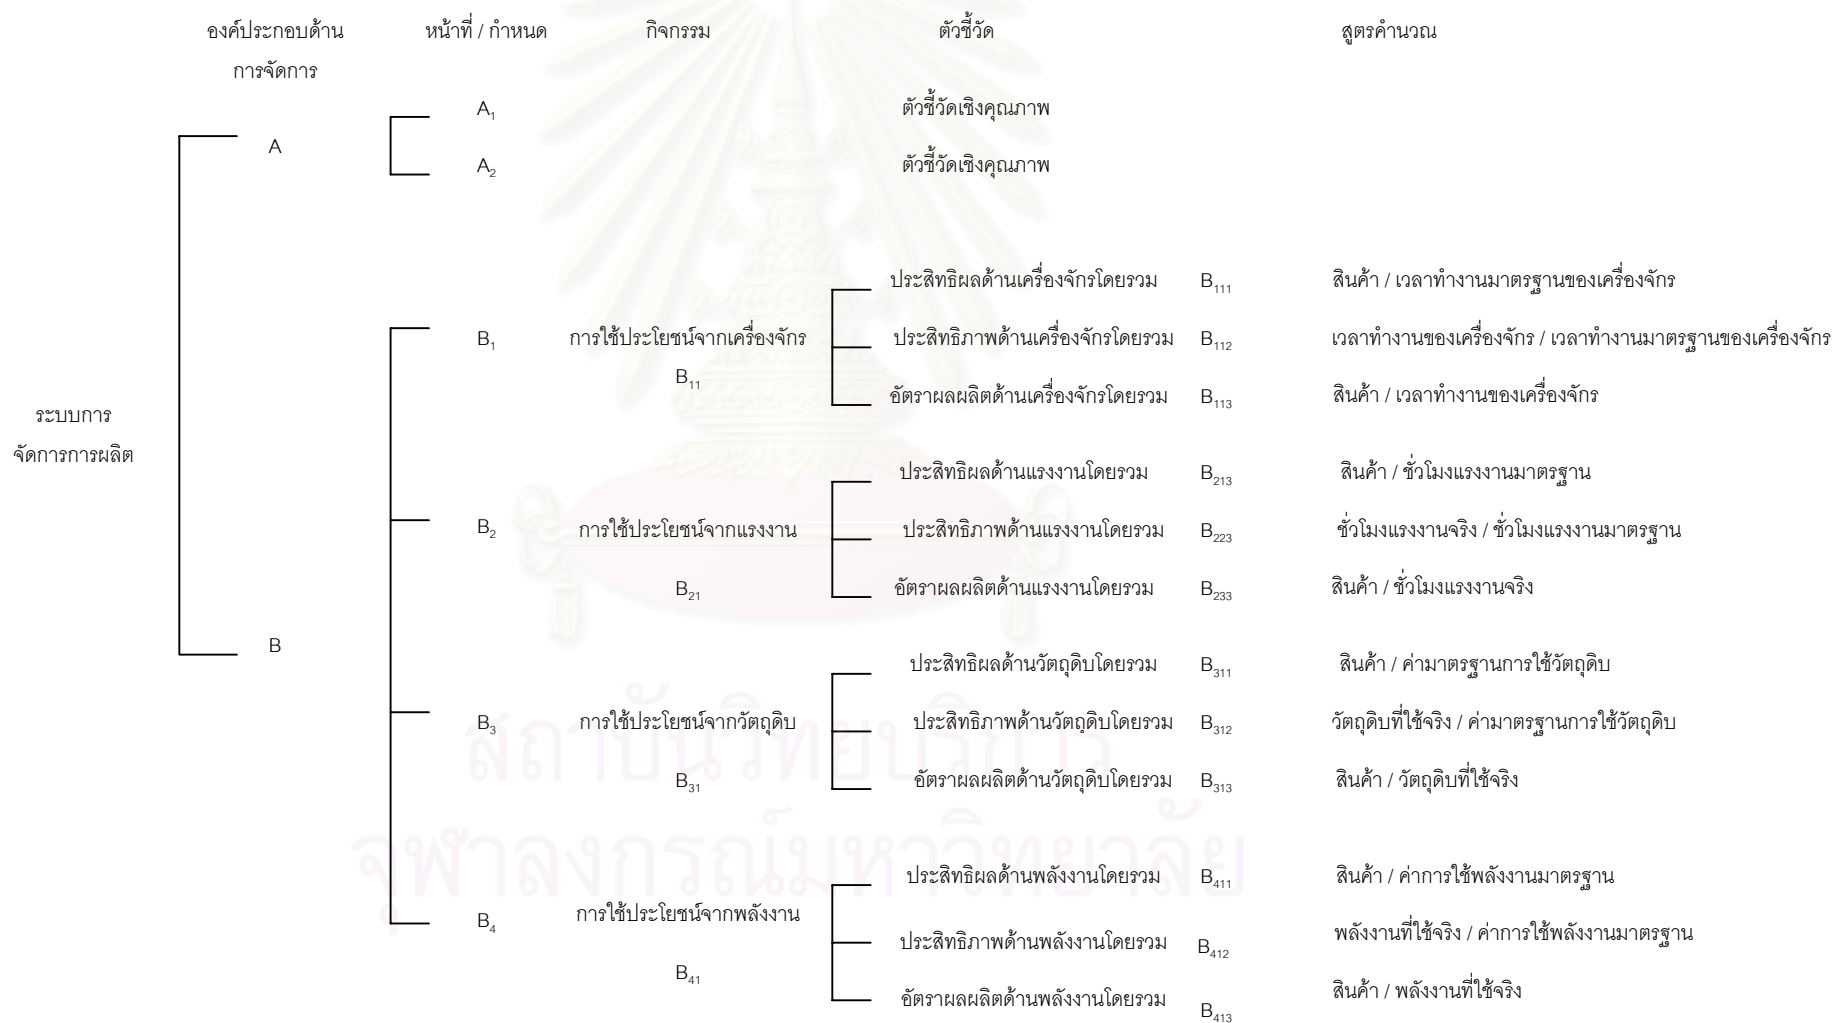 องค์ประกอบด้าน หน้าที่ / กำหนด กิจกรรม ตัวชี้วัด สูตรคำนวณ
การจัดการ
A₁ ตัวชี้วัดเชิงคุณภาพ
A
A₂ ตัวชี้วัดเชิงคุณภาพ
ประสิทธิผลด้านเครื่องจักรโดยรวม B₁₁₁ สินค้า / เวลาทำงานมาตรฐานของเครื่องจักร
B₁ การใช้ประโยชน์จากเครื่องจักร ประสิทธิภาพด้านเครื่องจักรโดยรวม B₁₁₂ เวลาทำงานของเครื่องจักร / เวลาทำงานมาตรฐานของเครื่องจักร
B₁₁
อัตราผลผลิตด้านเครื่องจักรโดยรวม B₁₁₃ สินค้า / เวลาทำงานของเครื่องจักร
ระบบการ
จัดการการผลิต
ประสิทธิผลด้านแรงงานโดยรวม B₂₁₃ สินค้า / ชั่วโมงแรงงานมาตรฐาน
B₂ การใช้ประโยชน์จากแรงงาน ประสิทธิภาพด้านแรงงานโดยรวม B₂₂₃ ชั่วโมงแรงงานจริง / ชั่วโมงแรงงานมาตรฐาน
B₂₁ อัตราผลผลิตด้านแรงงานโดยรวม B₂₃₃ สินค้า / ชั่วโมงแรงงานจริง
B
ประสิทธิผลด้านวัตถุดิบโดยรวม B₃₁₁ สินค้า / ค่ามาตรฐานการใช้วัตถุดิบ
B₃ การใช้ประโยชน์จากวัตถุดิบ ประสิทธิภาพด้านวัตถุดิบโดยรวม B₃₁₂ วัตถุดิบที่ใช้จริง / ค่ามาตรฐานการใช้วัตถุดิบ
สถาบันวิทยบริการ
B₃₁ อัตราผลผลิตด้านวัตถุดิบโดยรวม B₃₁₃ สินค้า / วัตถุดิบที่ใช้จริง
จุฬาลงกรณ์มหาวิทยาลัย
ประสิทธิผลด้านพลังงานโดยรวม B₄₁₁ สินค้า / ค่าการใช้พลังงานมาตรฐาน
B₄ การใช้ประโยชน์จากพลังงาน
ประสิทธิภาพด้านพลังงานโดยรวม B₄₁₂ พลังงานที่ใช้จริง / ค่าการใช้พลังงานมาตรฐาน
B₄₁
อัตราผลผลิตด้านพลังงานโดยรวม B₄₁₃ สินค้า / พลังงานที่ใช้จริง